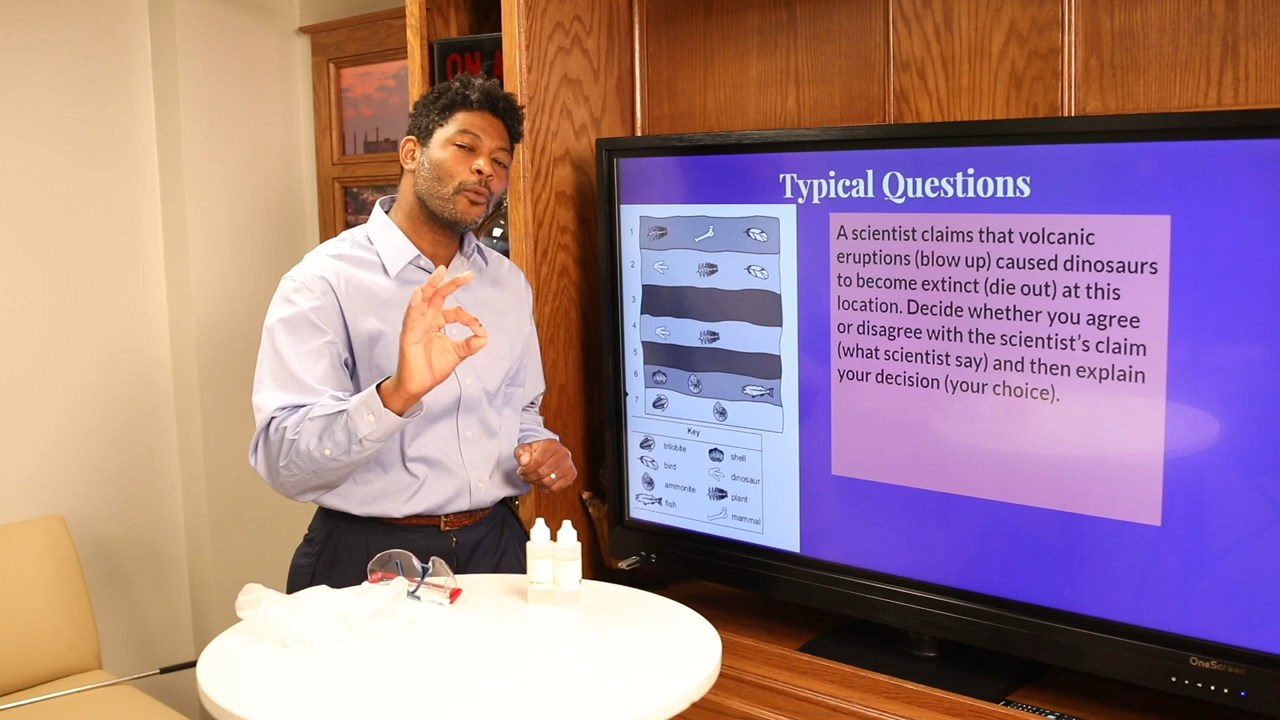 ON A
Typical Questions
A scientist claims that volcanic
eruptions (blow up) caused dinosaurs
to become extinct (die out) at this
location. Decide whether you agree
or disagree with the scientist's claim
(what scientist say) and then explain
your decision (your choice).
1
2
3
4
5
6
7
Key
trilobite
bird
ammonite
fish
shell
dinosaur
plant
mammal
OneScreen